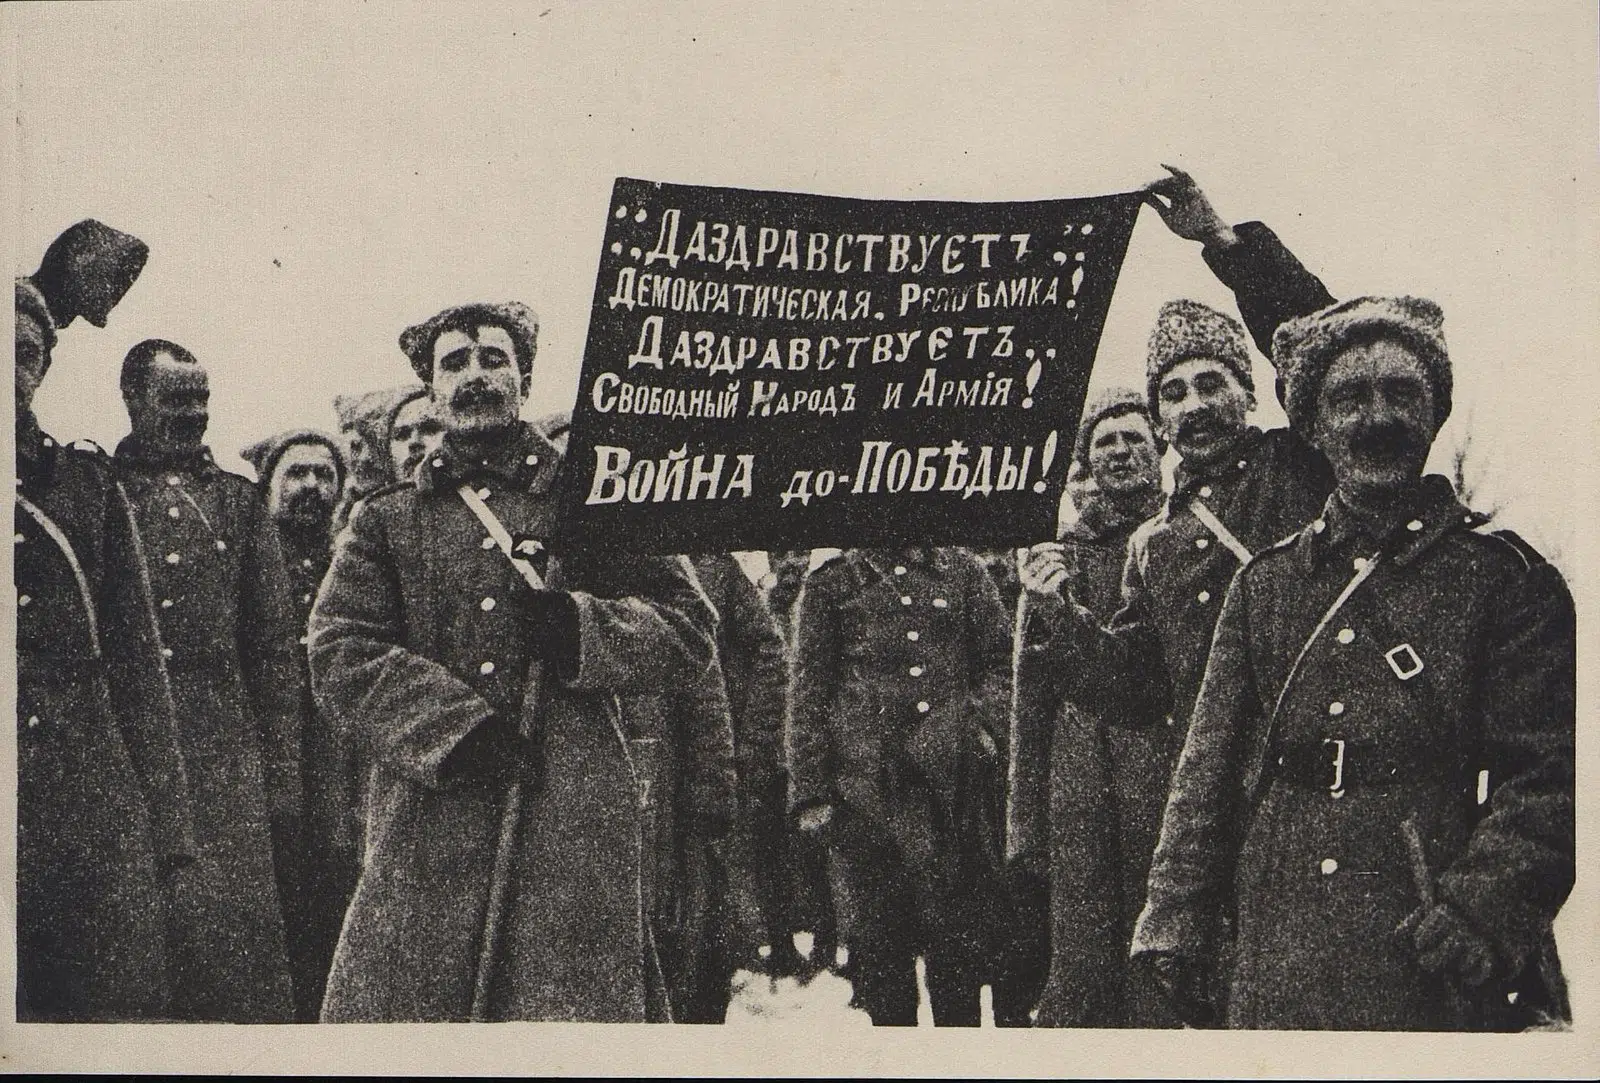 Даздравствуетъ
Демократическая. Республика!
Даздравствуетъ..
Свободный Народъ и Армія!
Война до-Побѣды!